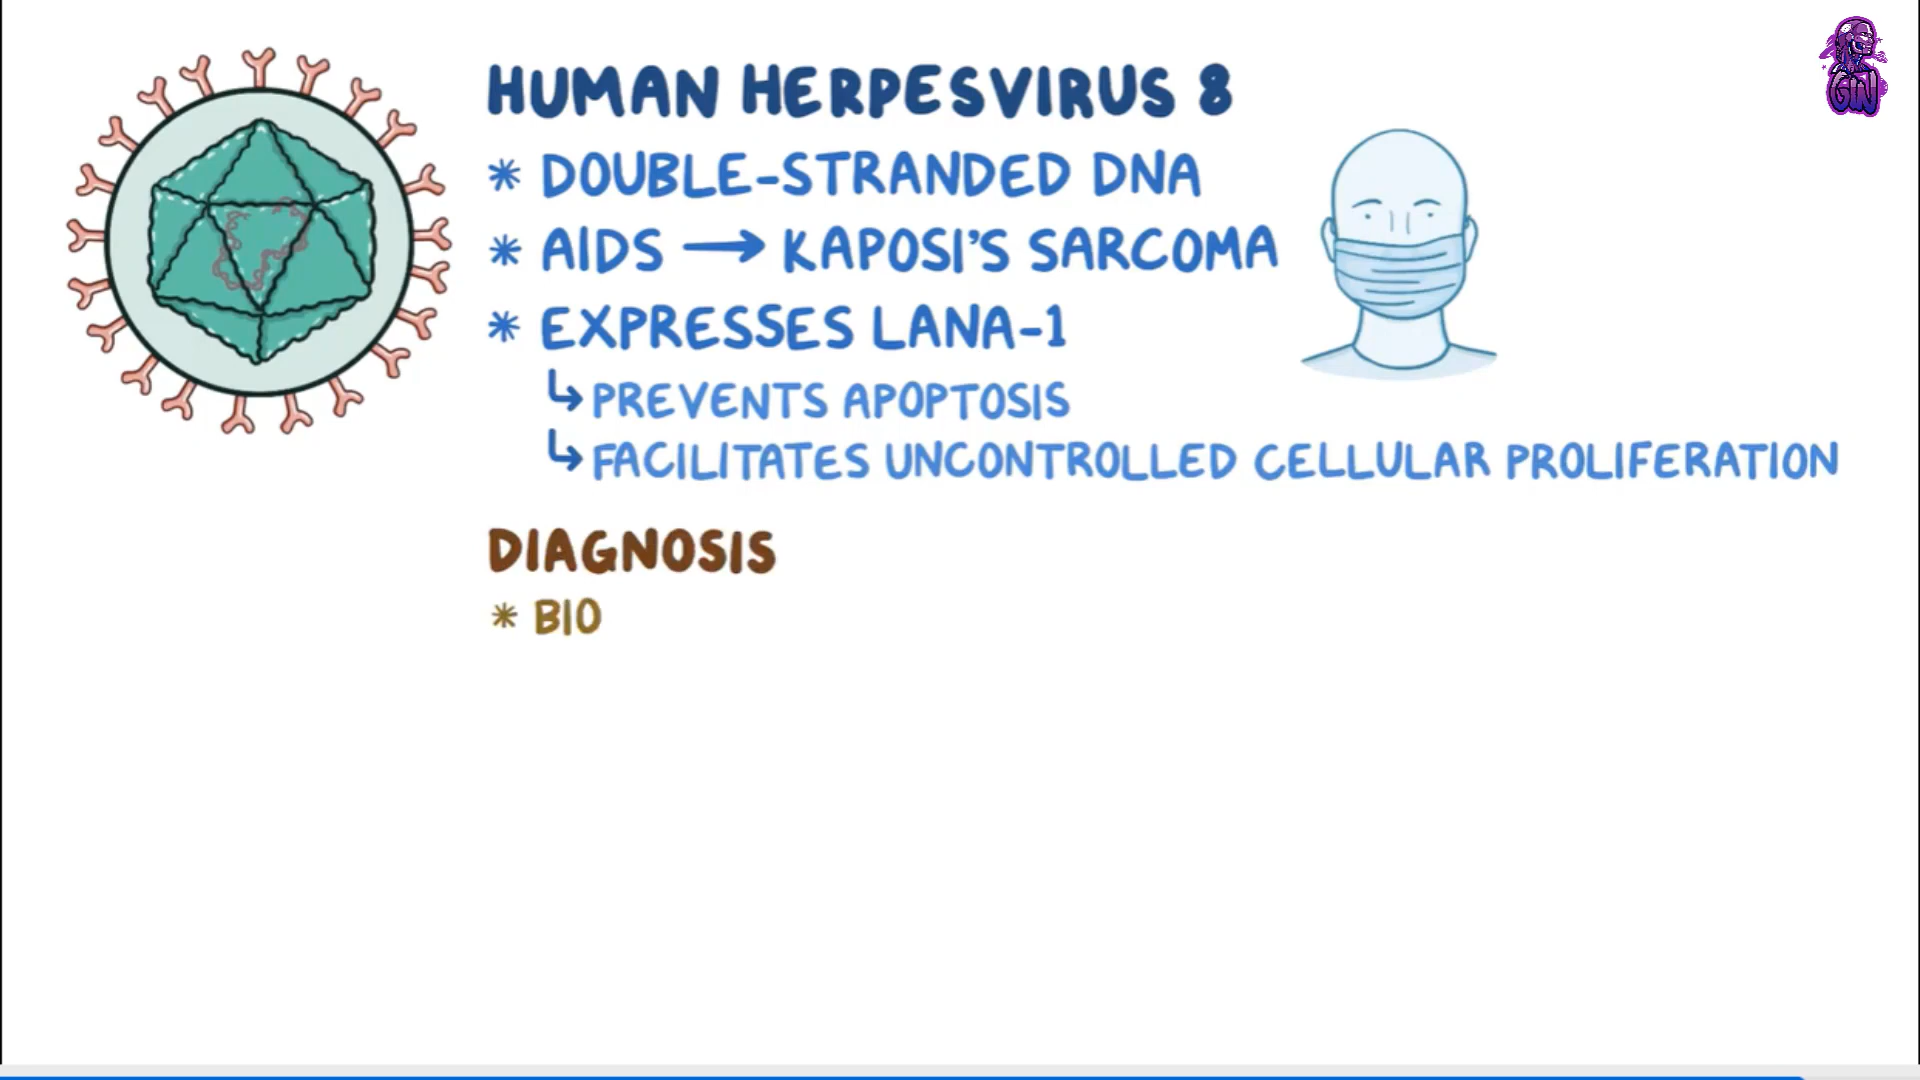 HUMAN HERPESVIRUS 8
* DOUBLE-STRANDED DNA
* AIDS → KAPOSI'S SARCOMA
* EXPRESSES LANA-1
↳ PREVENTS APOPTOSIS
↳ FACILITATES UNCONTROLLED CELLULAR PROLIFERATION
DIAGNOSIS
* BIO
GIN